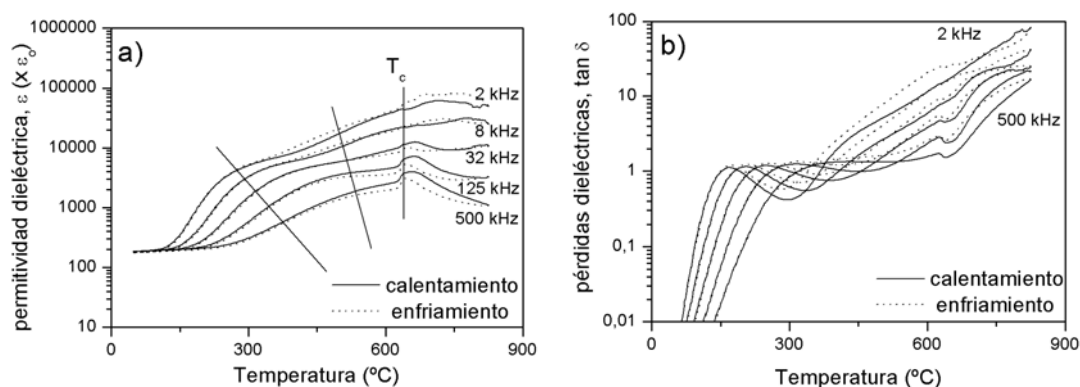 a)
permitividad dieléctrica, ε (x εo)
1000000
100000
10000
1000
100
10
Tc
2 kHz
8 kHz
32 kHz
125 kHz
500 kHz
calentamiento
enfriamiento
0
300
600
900
Temperatura (ºC)
b)
pérdidas dieléctricas, tan δ
100
10
1
0,1
0,01
2 kHz
500 kHz
calentamiento
enfriamiento
0
300
600
900
Temperatura (ºC)